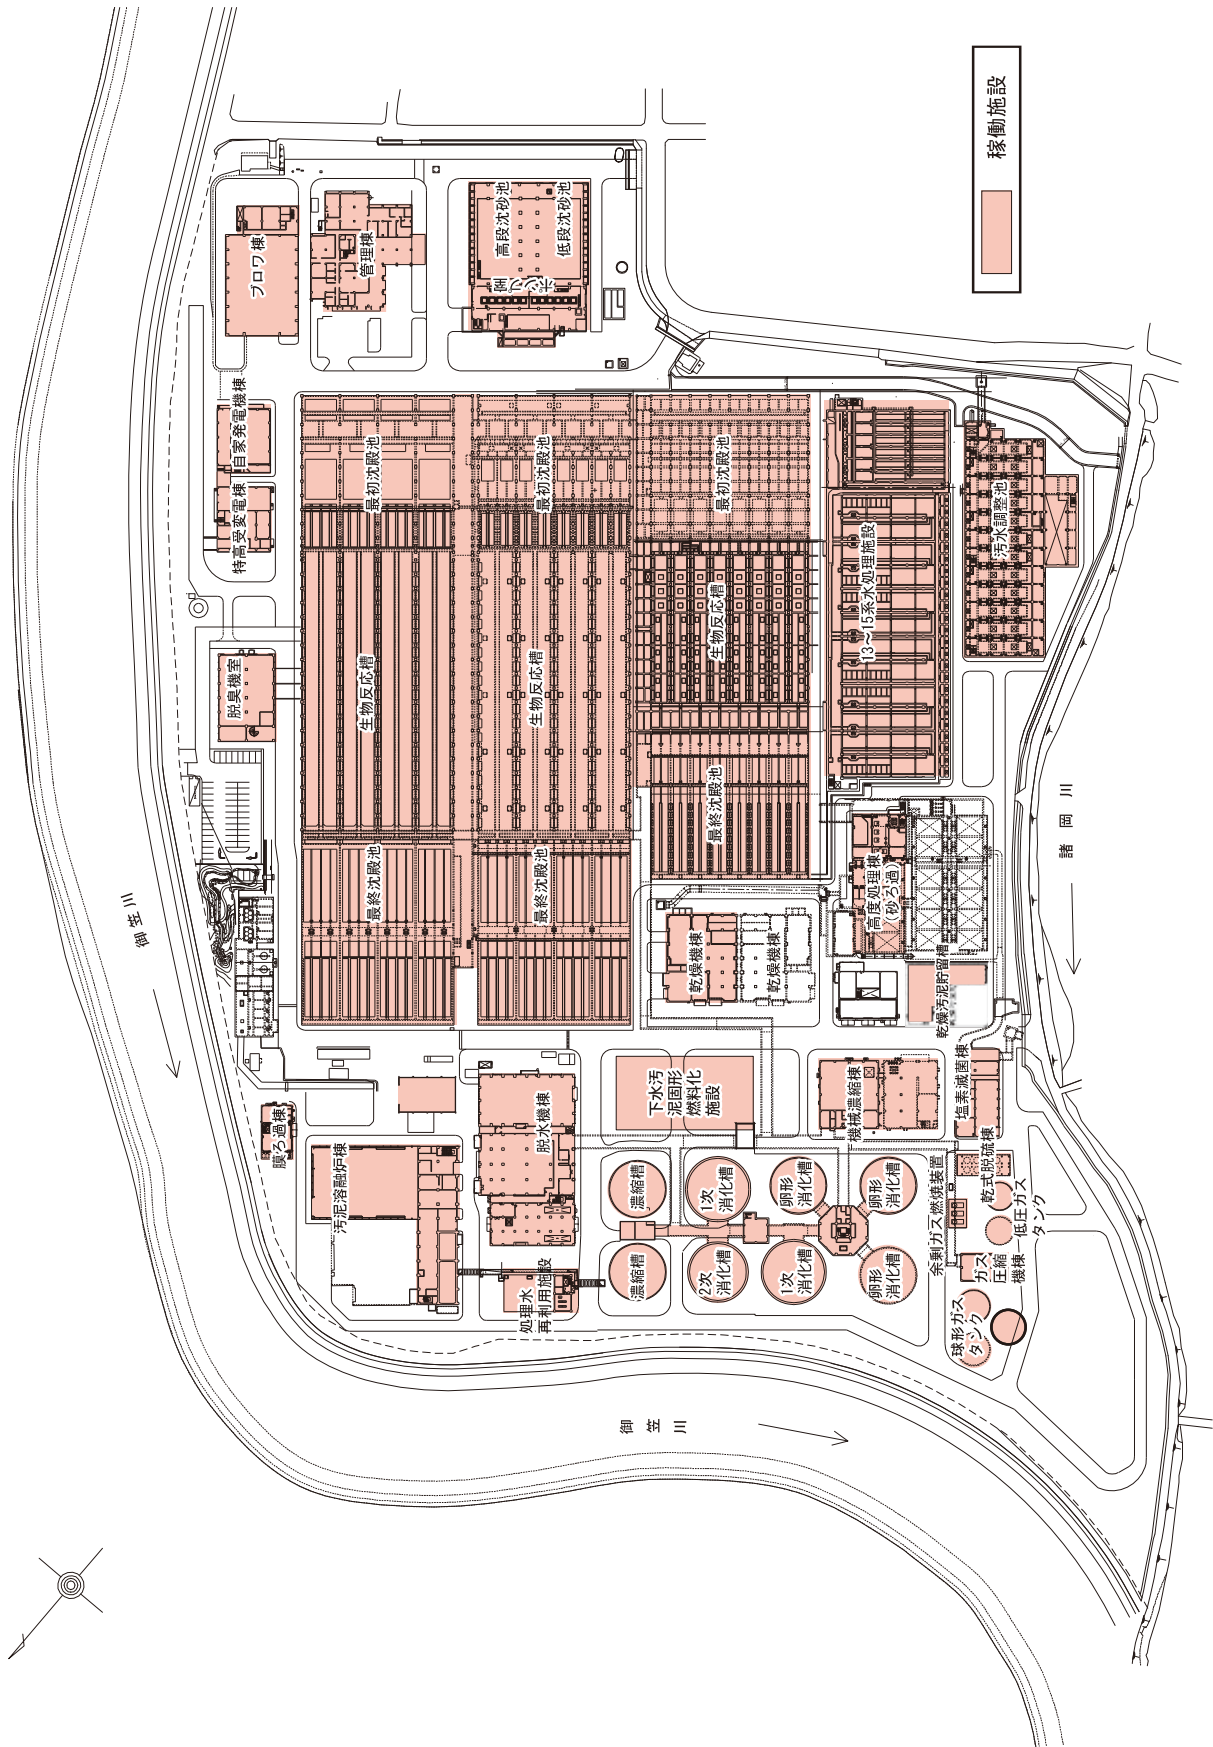 稼働施設
ブロワ棟
管理棟
高段沈砂池
低段沈砂池
ポンプ室
自家発電機棟
特高受変電棟
脱臭機室
最初沈殿池
最初沈殿池
最初沈殿池
生物反応槽
生物反応槽
生物反応槽
13~15系水処理施設
汚水調整池
最終沈殿池
最終沈殿池
最終沈殿池
高度処理棟
(砂ろ過)
乾燥機棟
乾燥機棟
乾燥汚泥貯留槽
御笠川
諸岡川
膜ろ過棟
汚泥溶融炉棟
脱水機棟
処理水
再利用施設
下水汚
泥固形
燃料化
施設
機械濃縮棟
塩素滅菌棟
濃縮槽
濃縮槽
1次
消化槽
2次
消化槽
卵形
消化槽
1次
消化槽
卵形
消化槽
卵形
消化槽
余剰ガス燃焼装置
乾式脱硫棟
低圧ガス
タンク
ガス
圧縮
機棟
球形ガス
タンク
御笠川